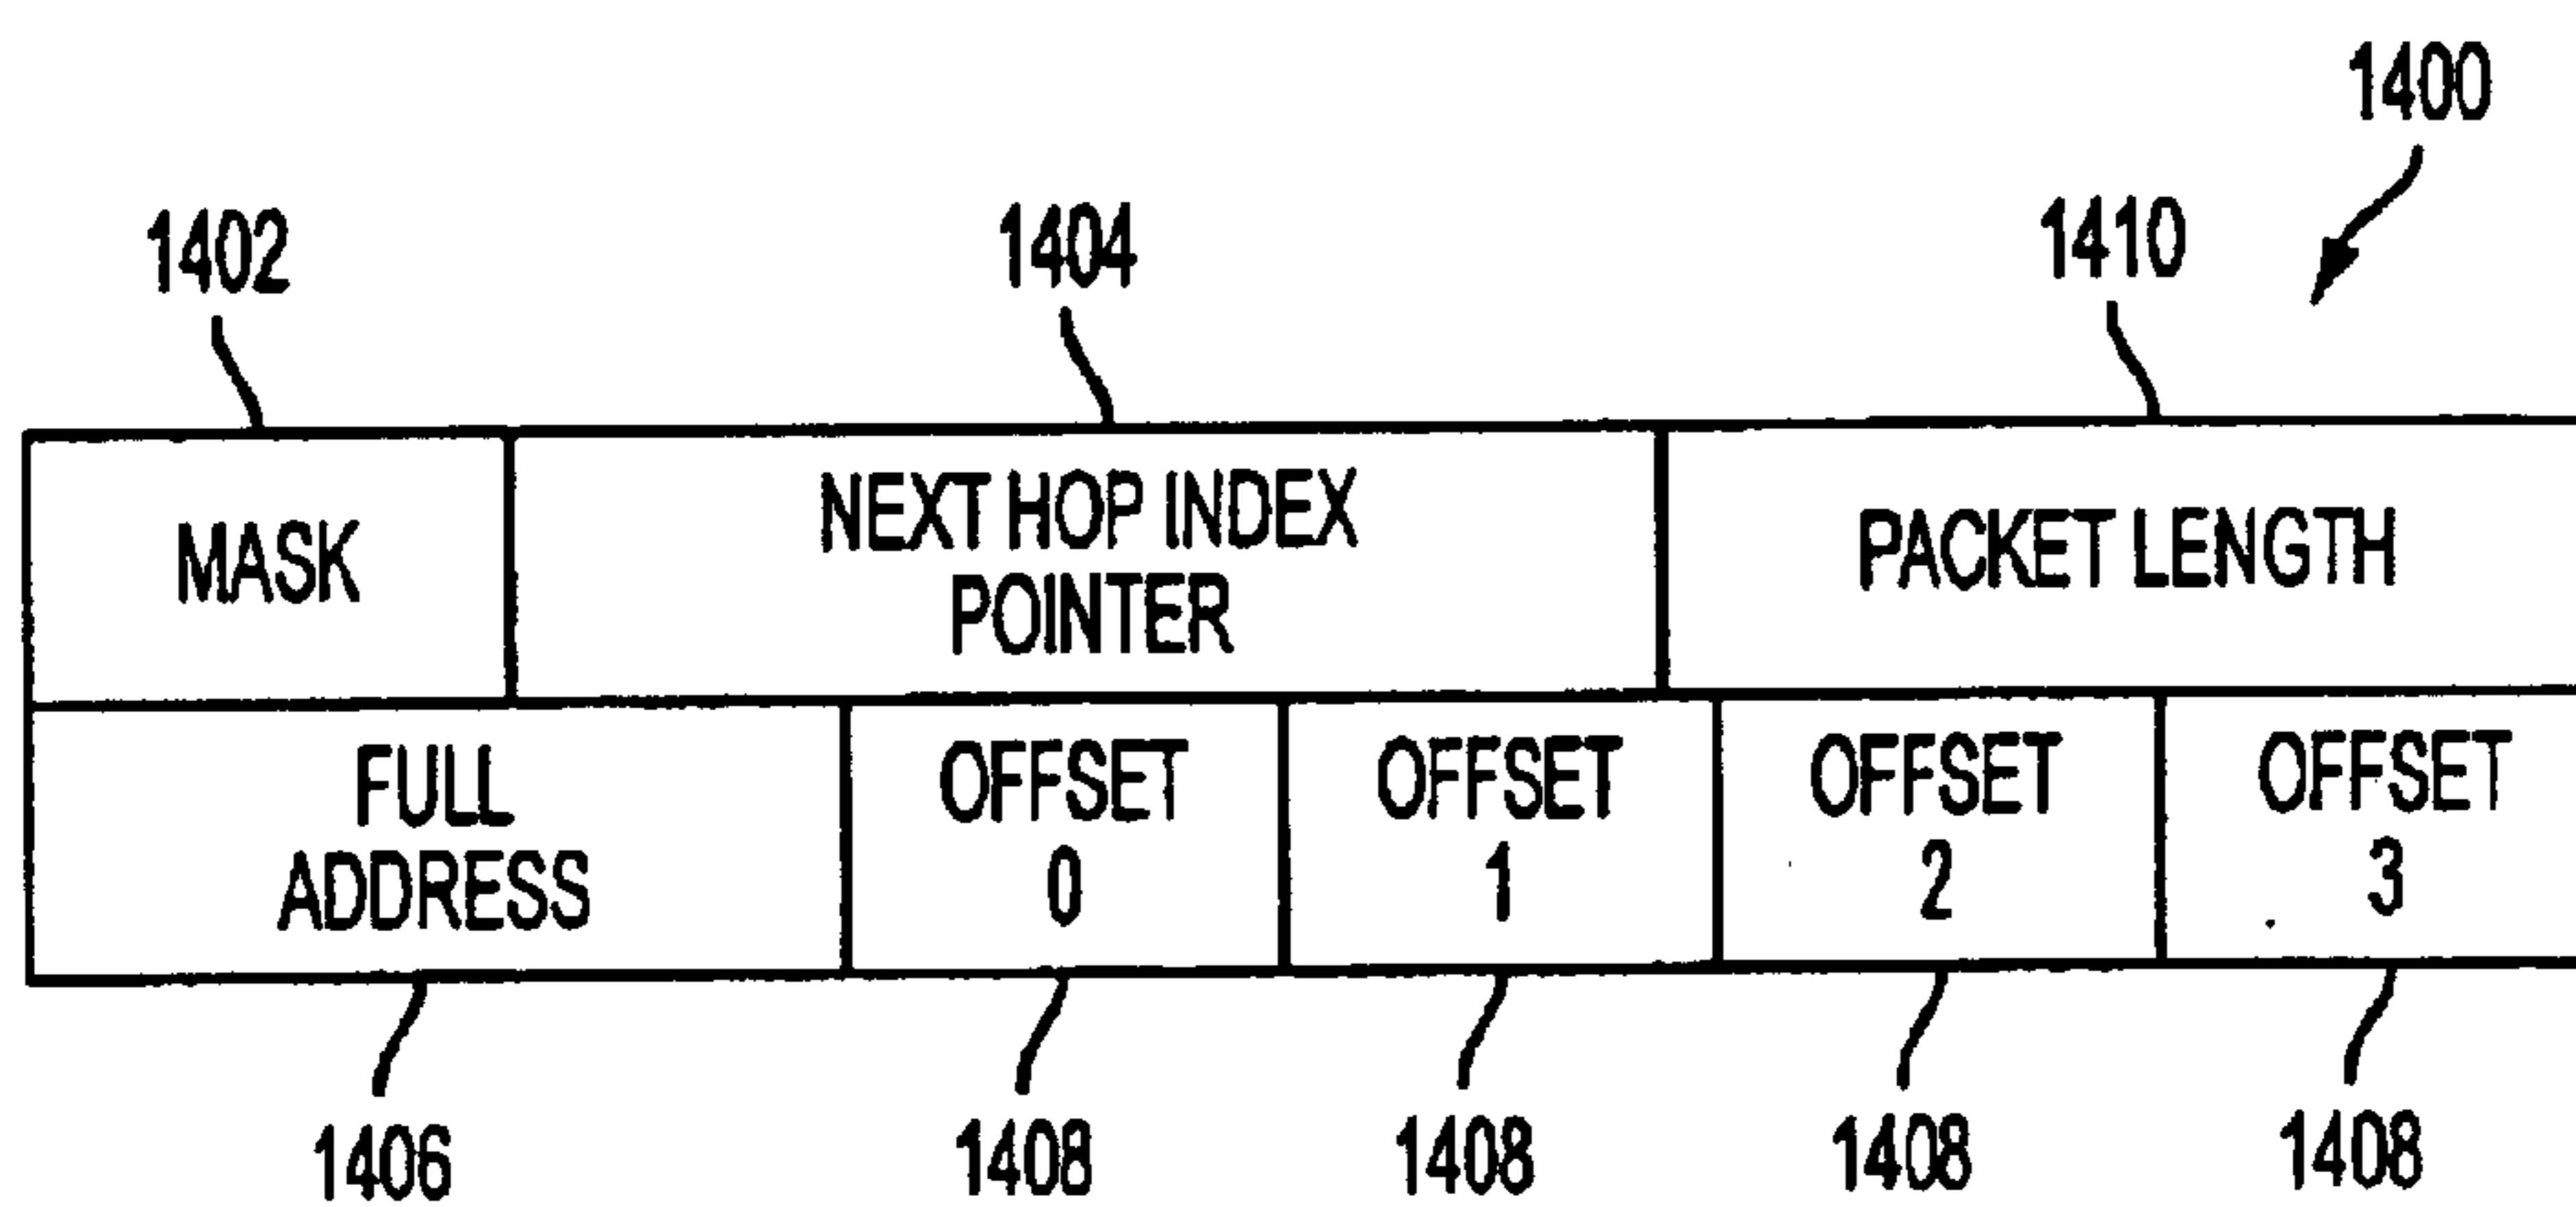 1400
1402
1404
1410
MASK
NEXT HOP INDEX
POINTER
PACKET LENGTH
FULL
ADDRESS
OFFSET
0
OFFSET
1
OFFSET
2
OFFSET
3
1406
1408
1408
1408
1408